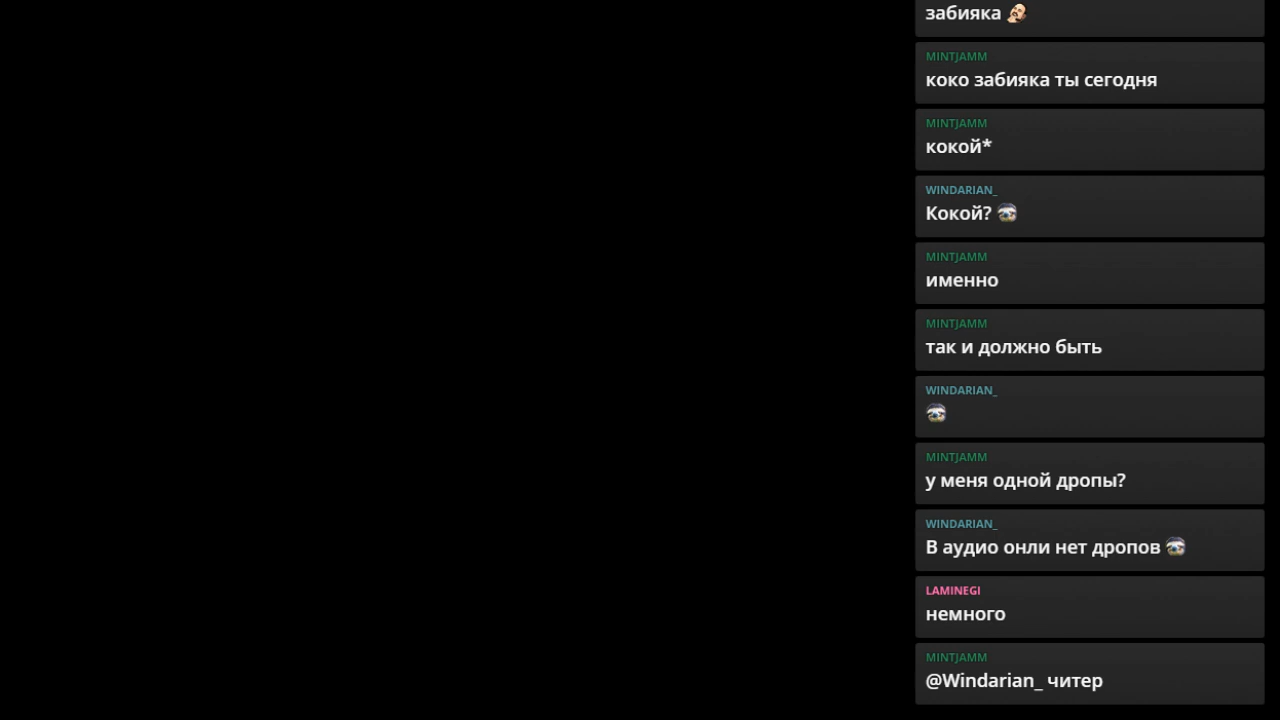 забияка
MINTJAMM
коко забияка ты сегодня
MINTJAMM
кокой*
WINDARIAN_
Кокой?
MINTJAMM
именно
MINTJAMM
так и должно быть
WINDARIAN_
MINTJAMM
у меня одной дропы?
WINDARIAN_
В аудио онли нет дропов
LAMINEGI
немного
MINTJAMM
@Windarian_ читер